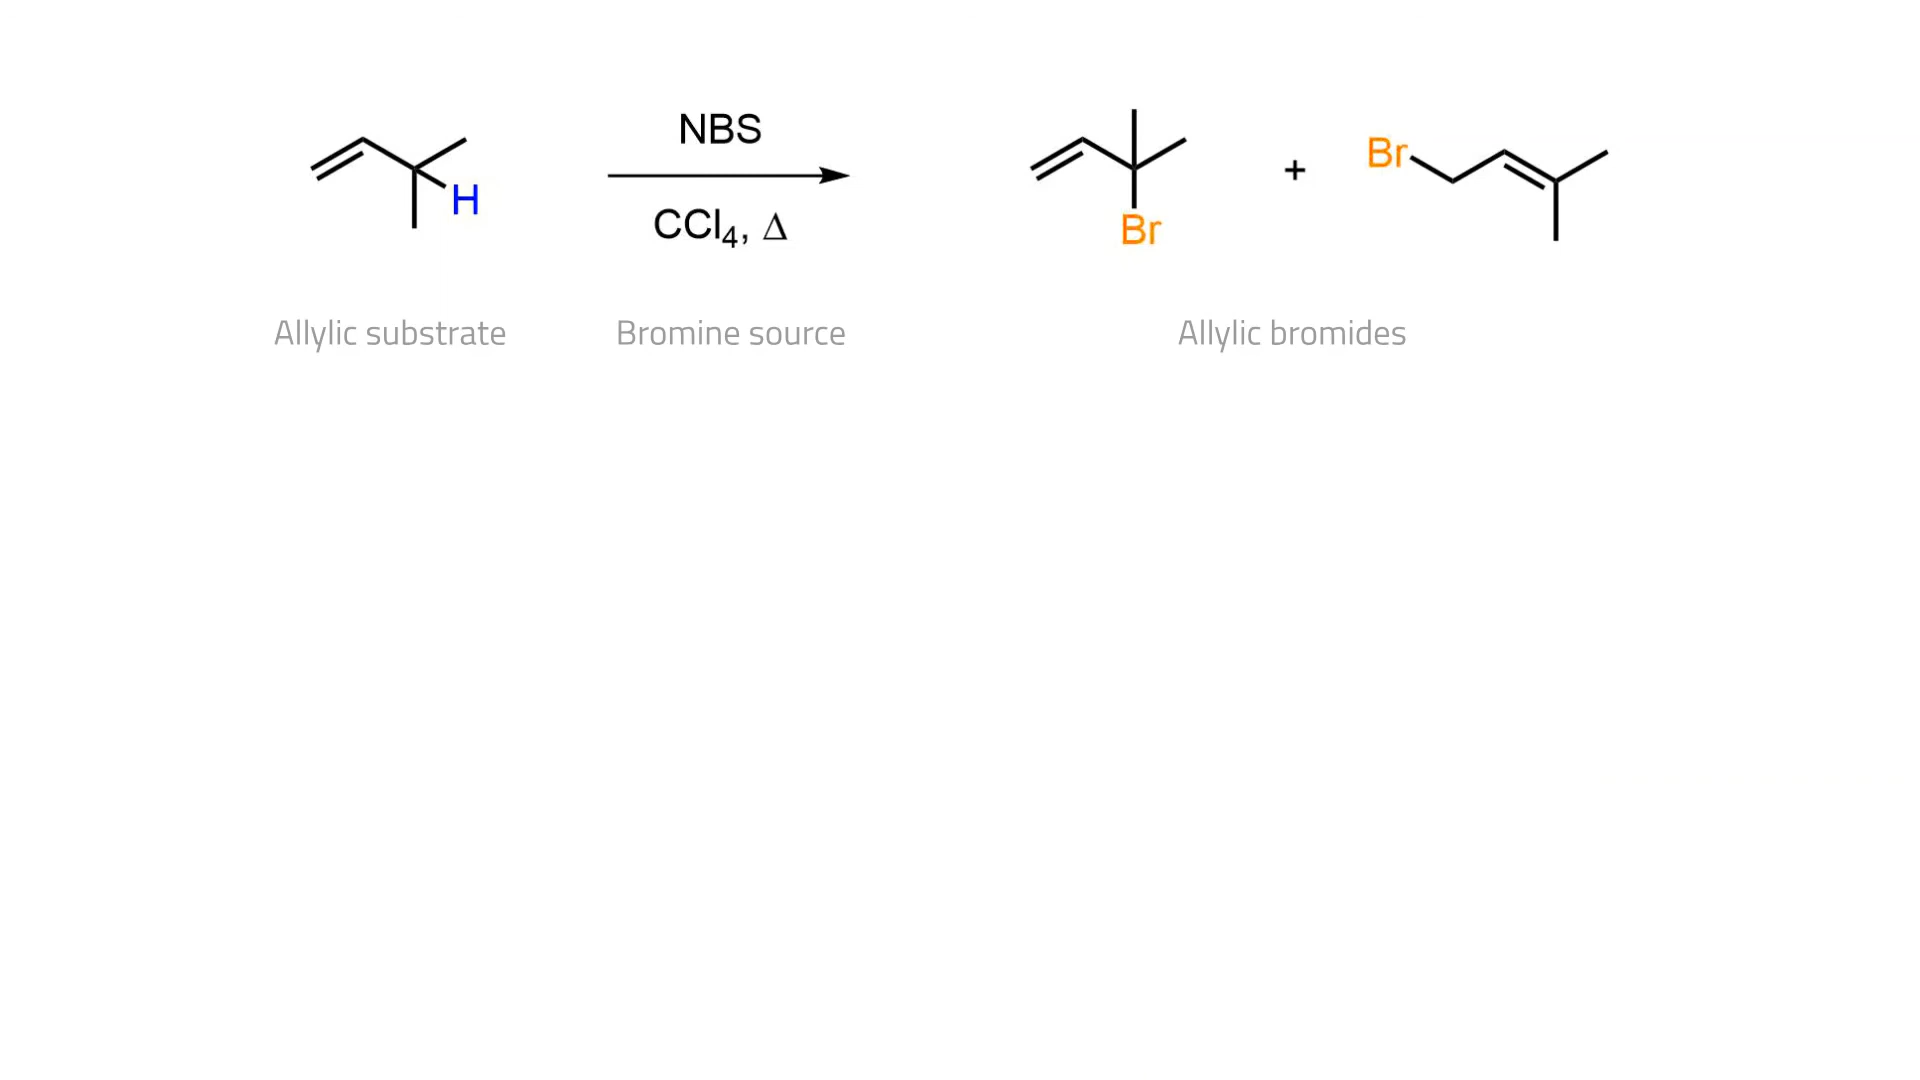 NBS
H
CCl4, Δ
Br
+
Br
Allylic substrate
Bromine source
Allylic bromides